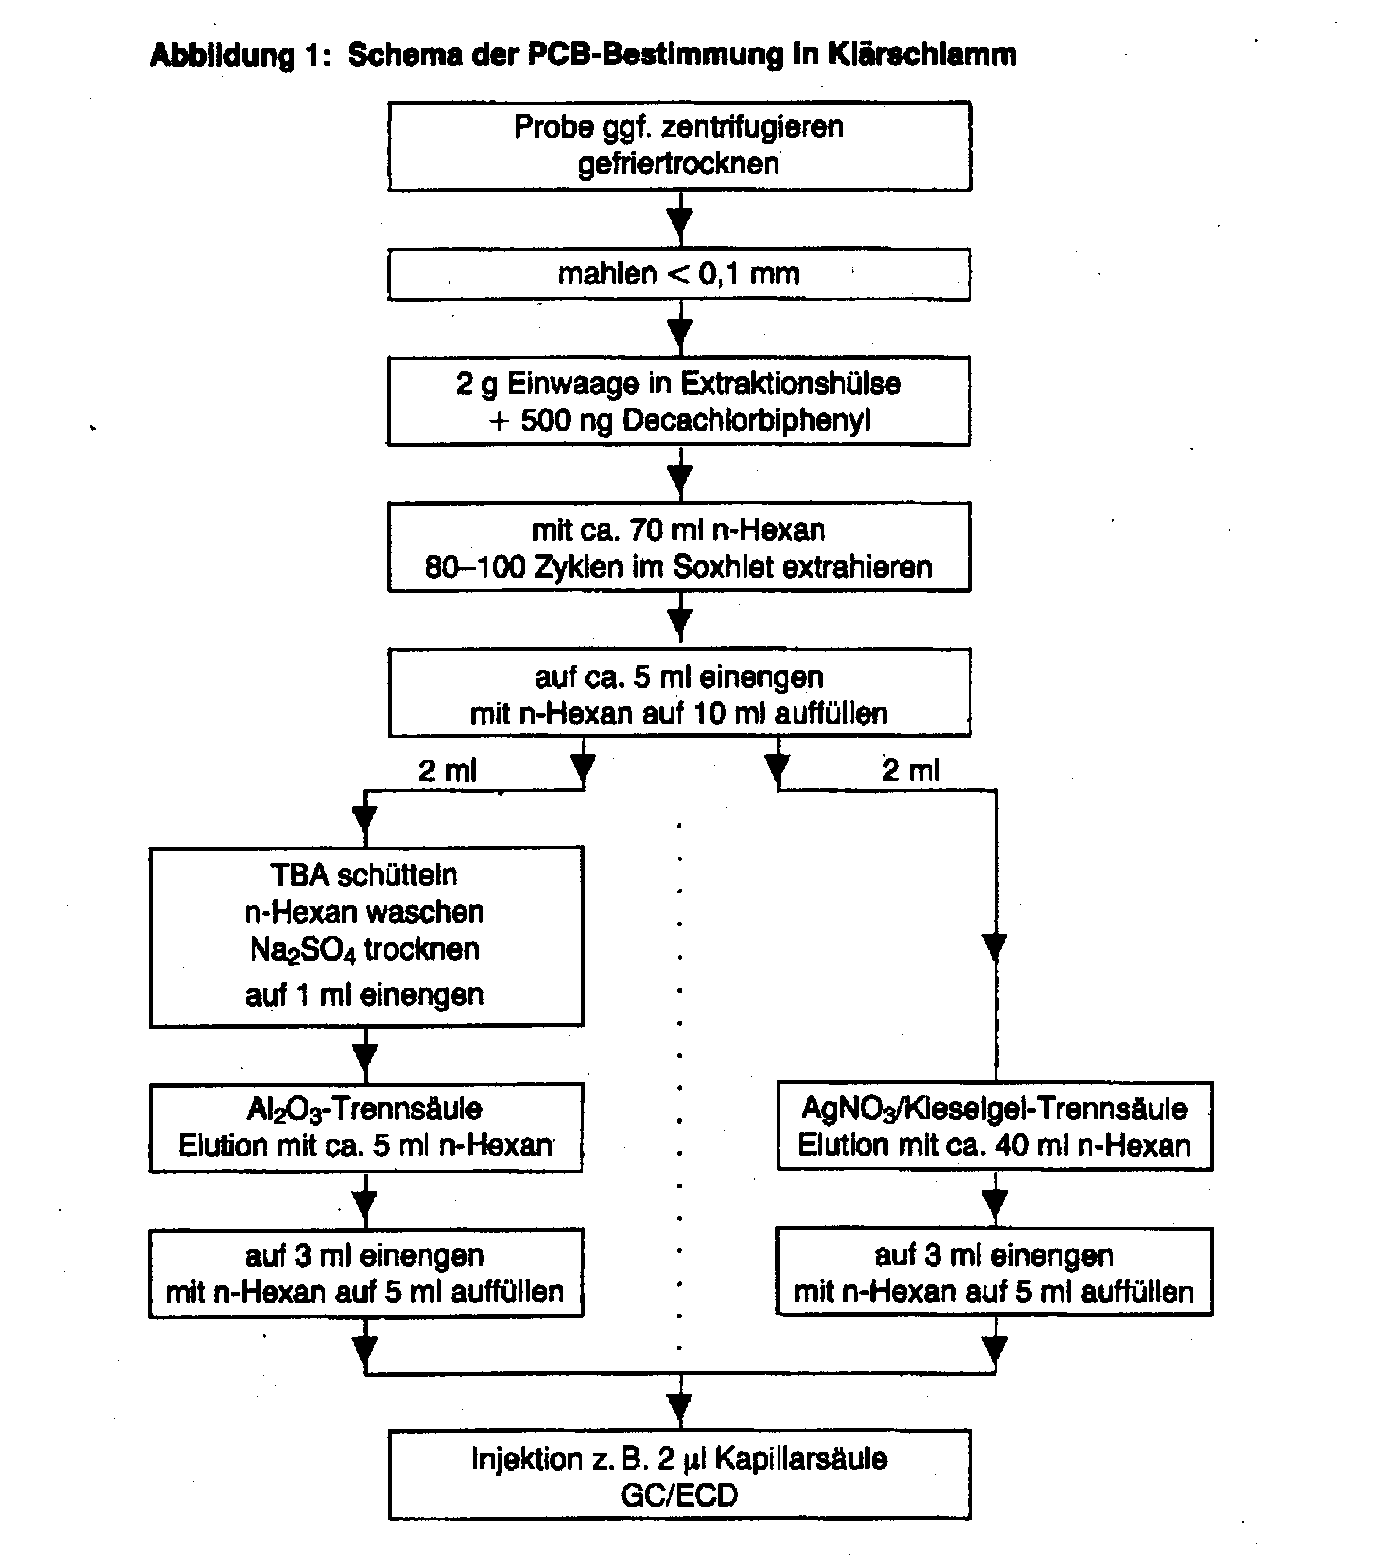 Abbildung 1: Schema der PCB-Bestimmung in Klärschlamm
Probe ggf. zentrifugieren
gefriertrocknen
mahlen < 0,1 mm
2 g Einwaage in Extraktionshülse
+ 500 ng Decachlorbiphenyl
mit ca. 70 ml n-Hexan
80–100 Zyklen im Soxhlet extrahieren
auf ca. 5 ml einengen
mit n-Hexan auf 10 ml auffüllen
2 ml
2 ml
TBA schütteln
n-Hexan waschen
Na₂SO₄ trocknen
auf 1 ml einengen
Al₂O₃-Trennsäule
Elution mit ca. 5 ml n-Hexan
AgNO₃/Kieselgel-Trennsäule
Elution mit ca. 40 ml n-Hexan
auf 3 ml einengen
mit n-Hexan auf 5 ml auffüllen
auf 3 ml einengen
mit n-Hexan auf 5 ml auffüllen
Injektion z. B. 2 µl Kapillarsäule
GC/ECD